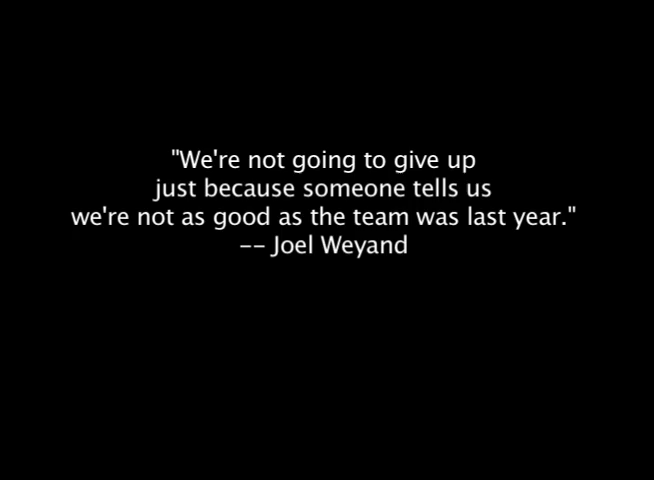 "We're not going to give up
just because someone tells us
we're not as good as the team was last year."
-- Joel Weyand